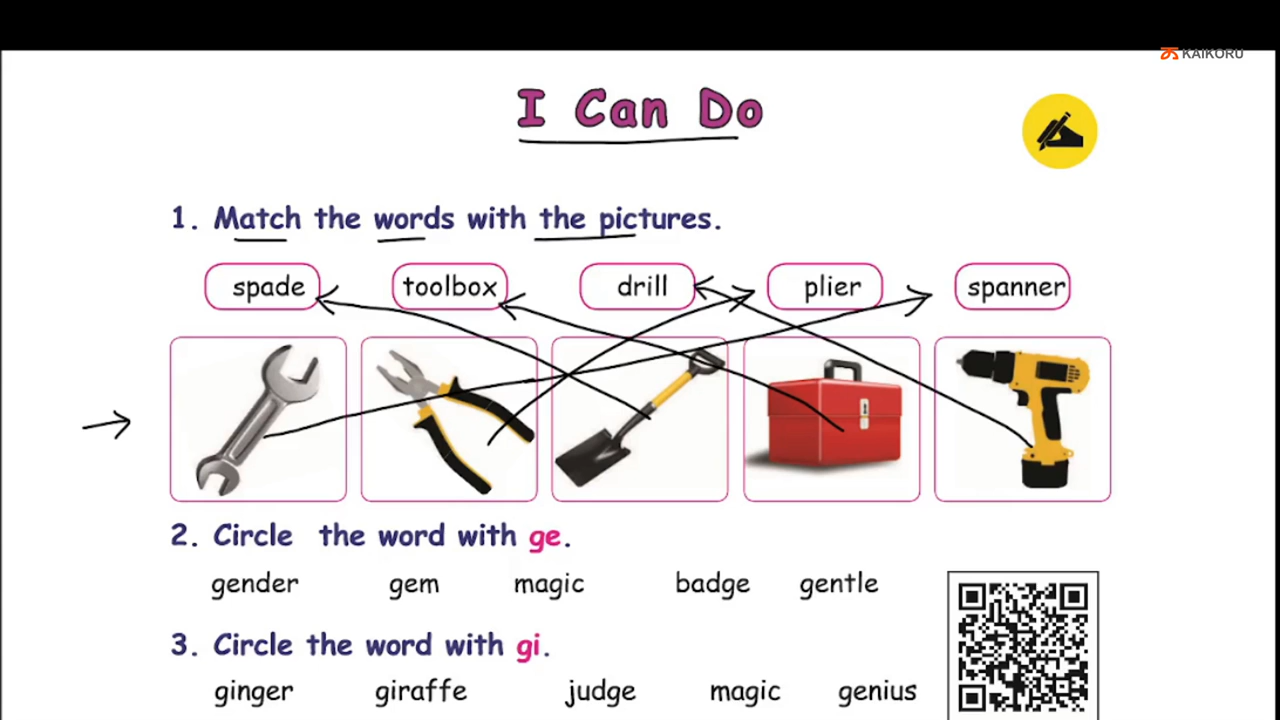 KAIKORU
I Can Do
1. Match the words with the pictures.
spade toolbox drill plier spanner
2. Circle the word with ge.
gender gem magic badge gentle
3. Circle the word with gi.
ginger giraffe judge magic genius